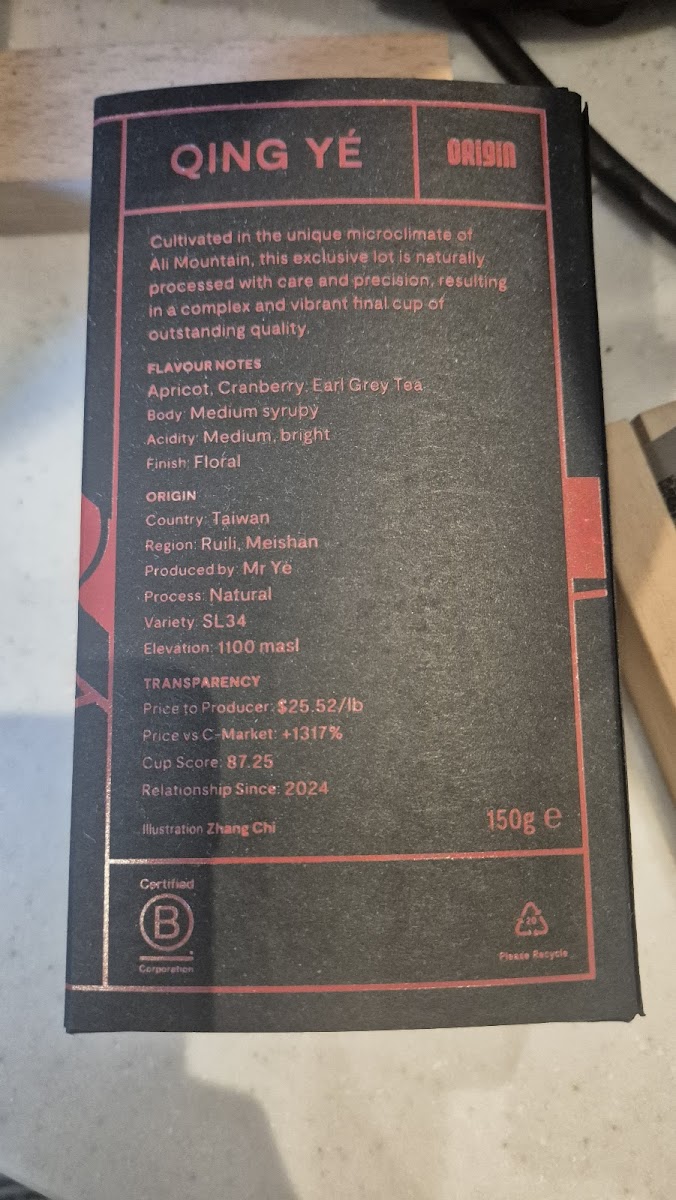 QING YÉ
ORIGIN
Cultivated in the unique microclimate of
Ali Mountain, this exclusive lot is naturally
processed with care and precision, resulting
in a complex and vibrant final cup of
outstanding quality.
FLAVOUR NOTES
Apricot, Cranberry, Earl Grey Tea
Body: Medium syrupy
Acidity: Medium, bright
Finish: Floral
ORIGIN
Country: Taiwan
Region: Ruili, Meishan
Produced by: Mr Yé
Process: Natural
Variety: SL34
Elevation: 1100 masl
TRANSPARENCY
Price to Producer: $25.52/lb
Price vs C-Market: +1317%
Cup Score: 87.25
Relationship Since: 2024
Illustration Zhang Chi
150g ℮
Certified
B
Corporation
20
Please Recycle